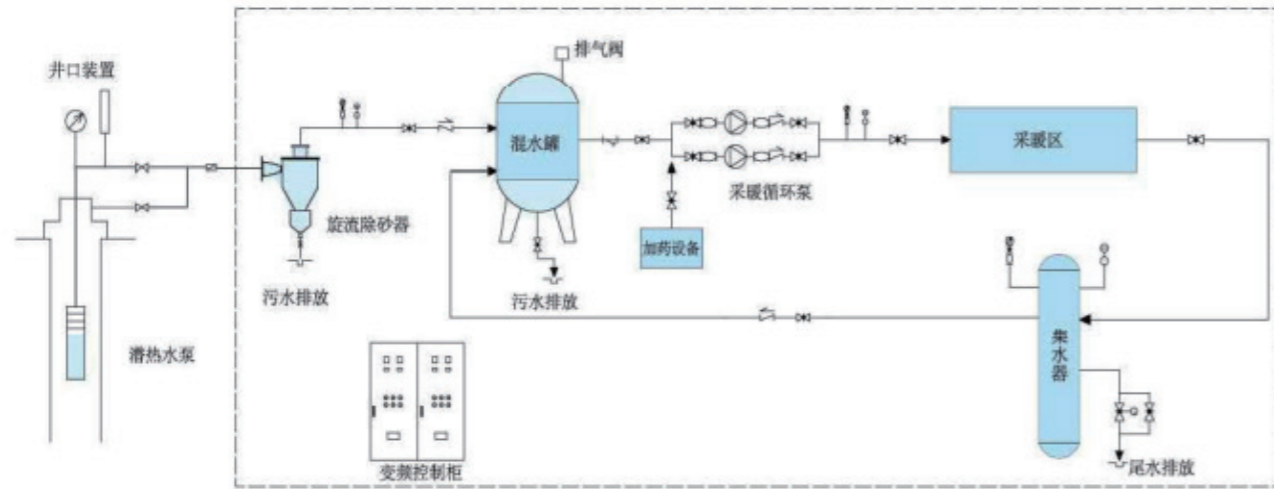 井口装置
排气阀
混水罐
采暖区
旋流除砂器
采暖循环泵
加药设备
污水排放
污水排放
潜热水泵
集水器
变频控制柜
尾水排放